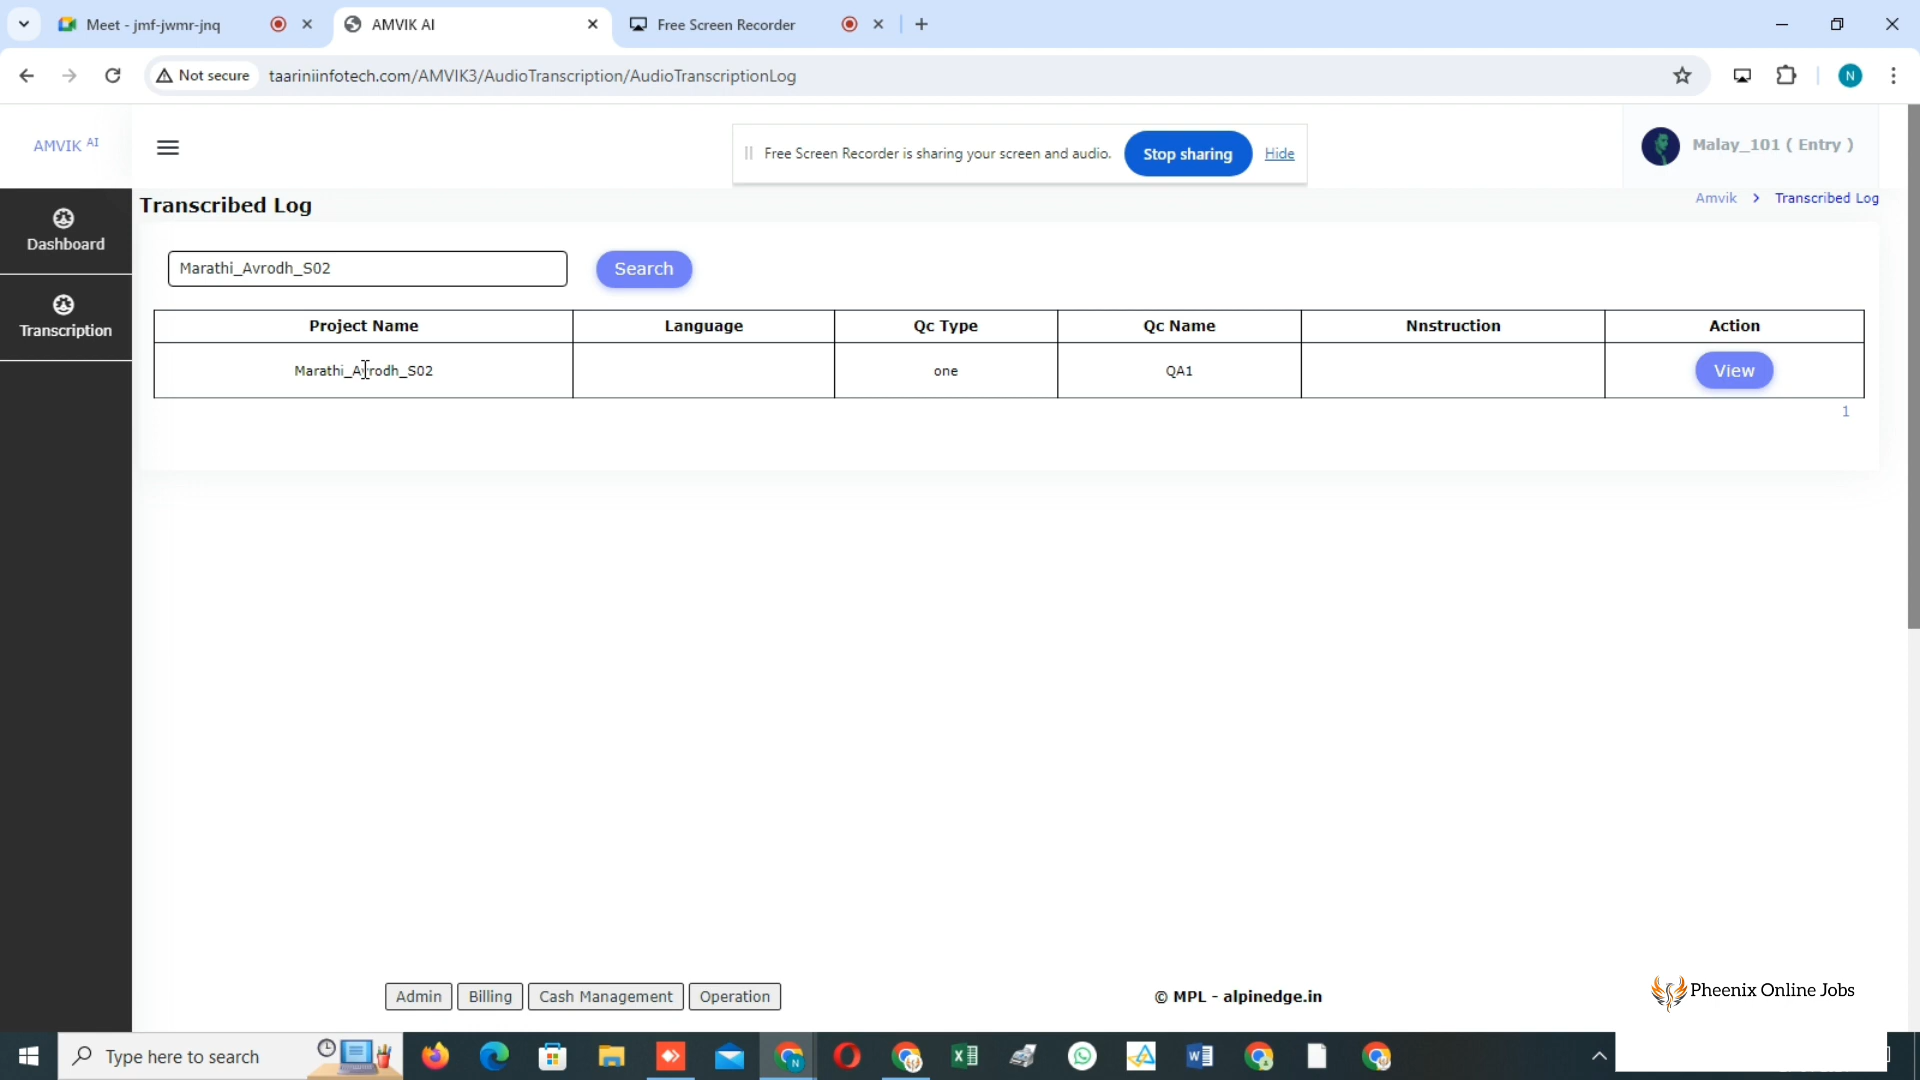 Meet - jmf-jwmr-jnq
AMVIK AI
Free Screen Recorder
Not secure
taariniinfotech.com/AMVIK3/AudioTranscription/AudioTranscriptionLog
N
AMVIK AI
Free Screen Recorder is sharing your screen and audio.
Stop sharing
Hide
Malay_101 ( Entry )
Dashboard
Transcription
Transcribed Log
Amvik > Transcribed Log
Marathi_Avrodh_S02
Search
Project Name Language Qc Type Qc Name Nnstruction Action
Marathi_Avrodh_S02 one QA1 View
1
Admin Billing Cash Management Operation
© MPL - alpinedge.in
Pheenix Online Jobs
Type here to search